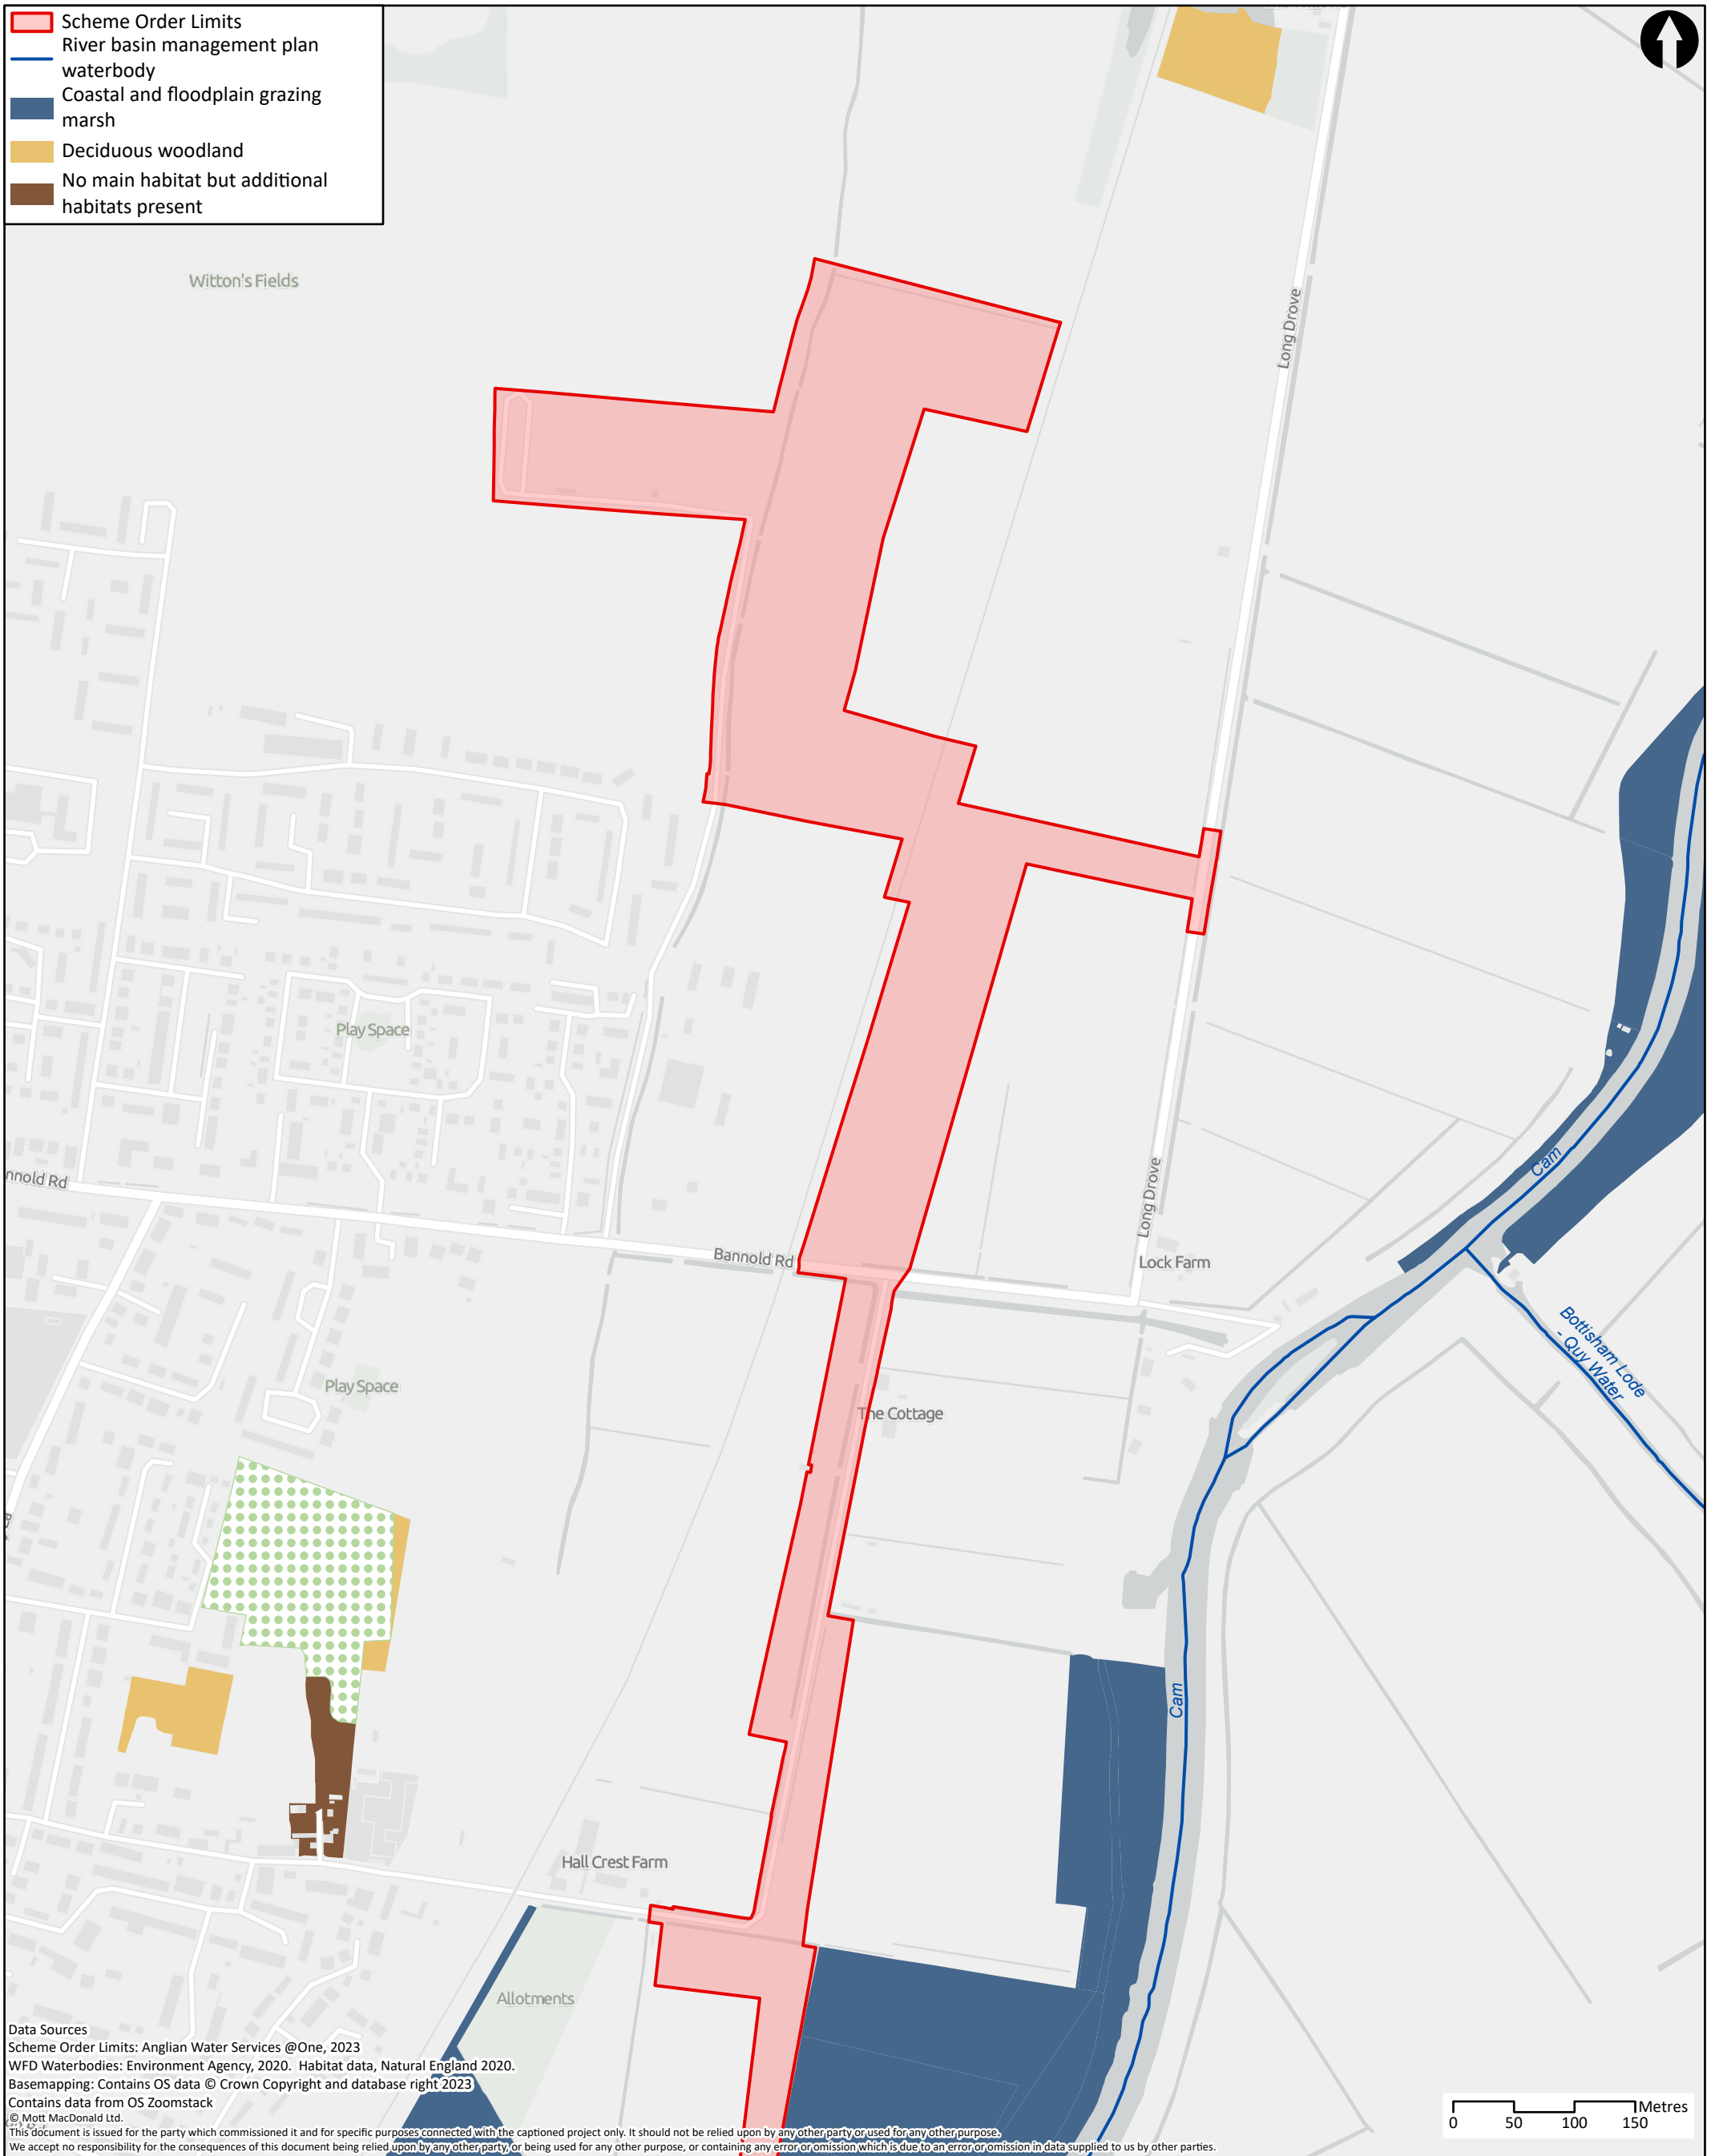 Scheme Order Limits
River basin management plan
waterbody
Coastal and floodplain grazing
marsh
Deciduous woodland
No main habitat but additional
habitats present
Witton's Fields
Long Drove
Play Space
Cam
nnold Rd
Long Drove
Bannold Rd
Lock Farm
Bottisham Lode
- Quy Water
Play Space
The Cottage
Cam
Hall Crest Farm
Allotments
Data Sources
Scheme Order Limits: Anglian Water Services @One, 2023
WFD Waterbodies: Environment Agency, 2020. Habitat data, Natural England 2020.
Basemapping: Contains OS data © Crown Copyright and database right 2023
Contains data from OS Zoomstack
© Mott MacDonald Ltd.
This document is issued for the party which commissioned it and for specific purposes connected with the captioned project only. It should not be relied upon by any other party or used for any other purpose.
We accept no responsibility for the consequences of this document being relied upon by any other party, or being used for any other purpose, or containing any error or omission which is due to an error or omission in data supplied to us by other parties.
Metres
0 50 100 150